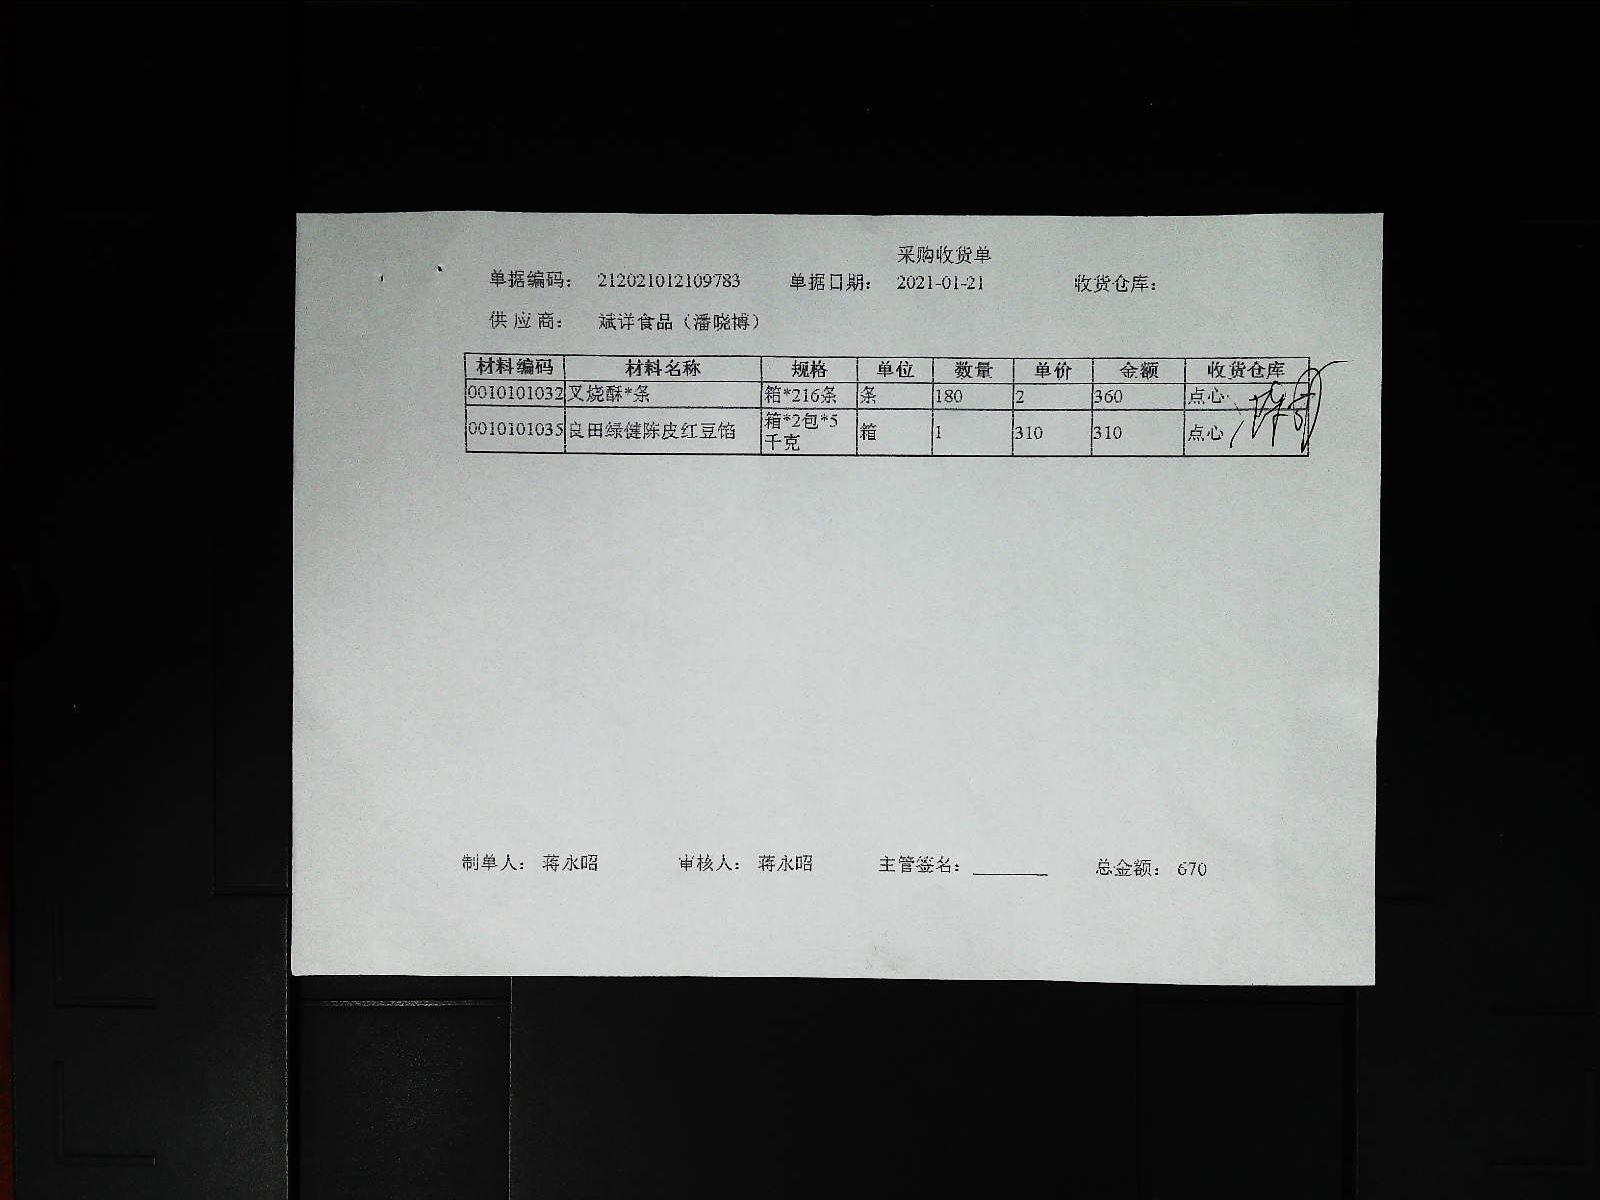 采购收货单
单据编码： 212021012109783 单据日期： 2021-01-21 收货仓库：
供应商： 斌详食品（潘晓博）
材料编码 材料名称 规格 单位 数量 单价 金额 收货仓库
0010101032 叉烧酥*条 箱*216条 条 180 2 360 点心
0010101035 良田绿健陈皮红豆馅 箱*2包*5千克 箱 1 310 310 点心
制单人： 蒋永昭 审核人： 蒋永昭 主管签名： 总金额： 670